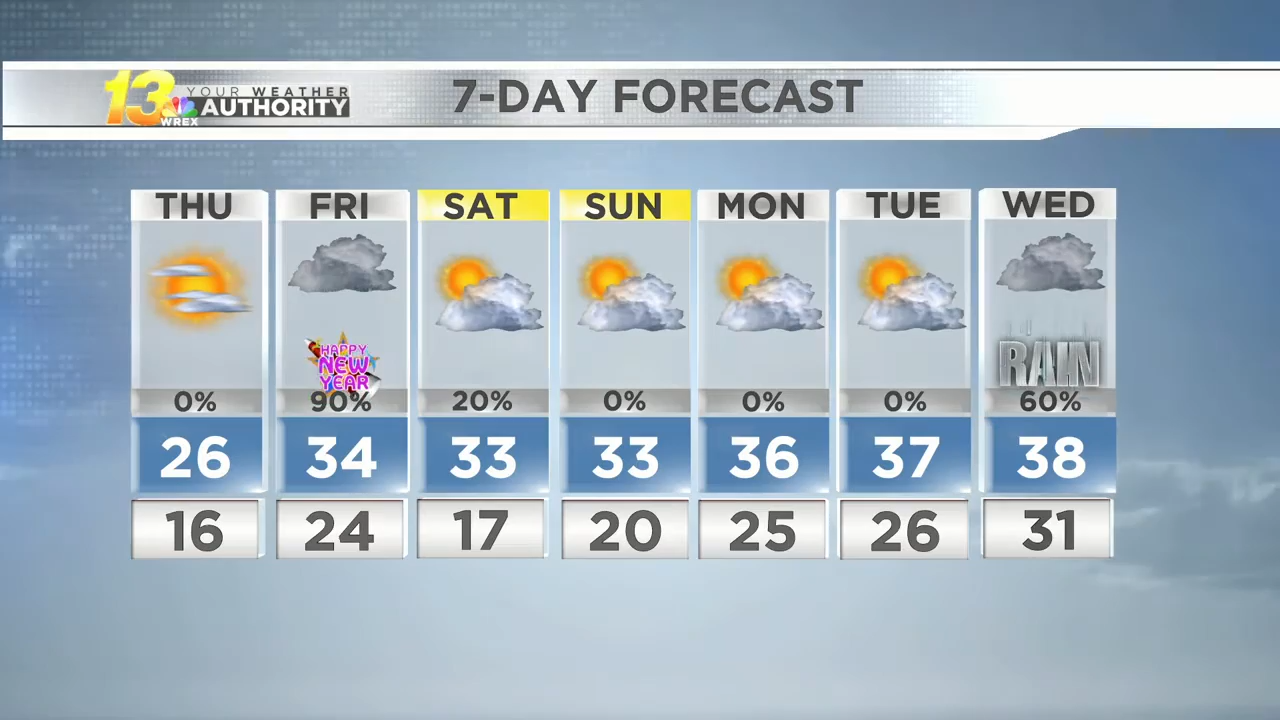 13 YOUR WEATHER
AUTHORITY
WREX
7-DAY FORECAST
THU FRI SAT SUN MON TUE WED
HAPPY
NEW
YEAR
RAIN
0% 90% 20% 0% 0% 0% 60%
26 34 33 33 36 37 38
16 24 17 20 25 26 31